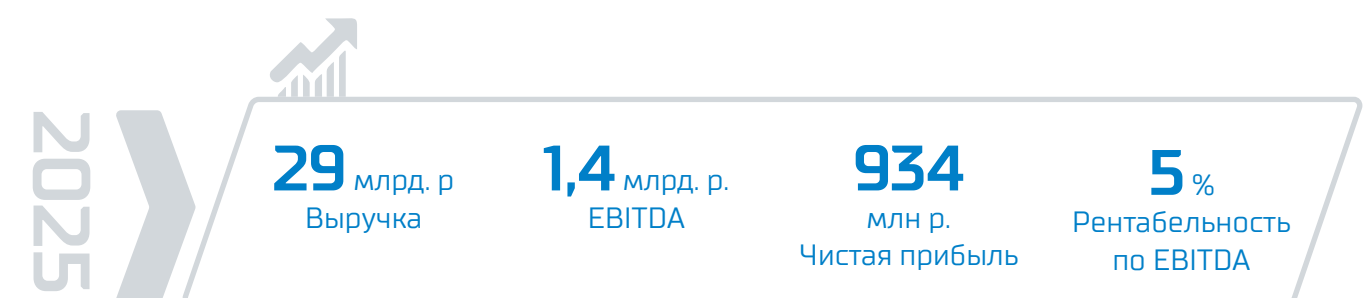 2025
29 млрд. р
Выручка
1,4 млрд. р.
EBITDA
934
млн р.
Чистая прибыль
5 %
Рентабельность
по EBITDA